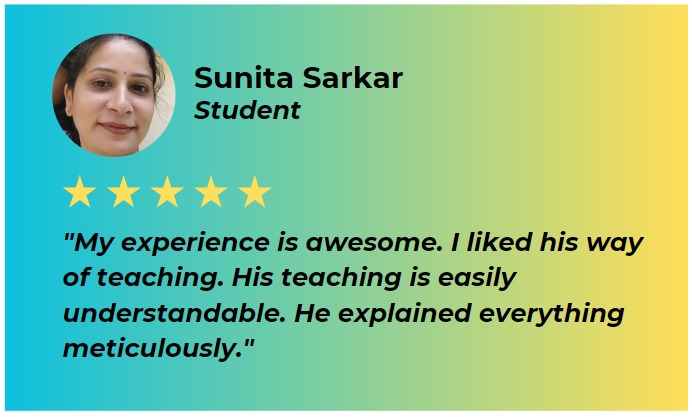 Sunita Sarkar
Student
"My experience is awesome. I liked his way
of teaching. His teaching is easily
understandable. He explained everything
meticulously."